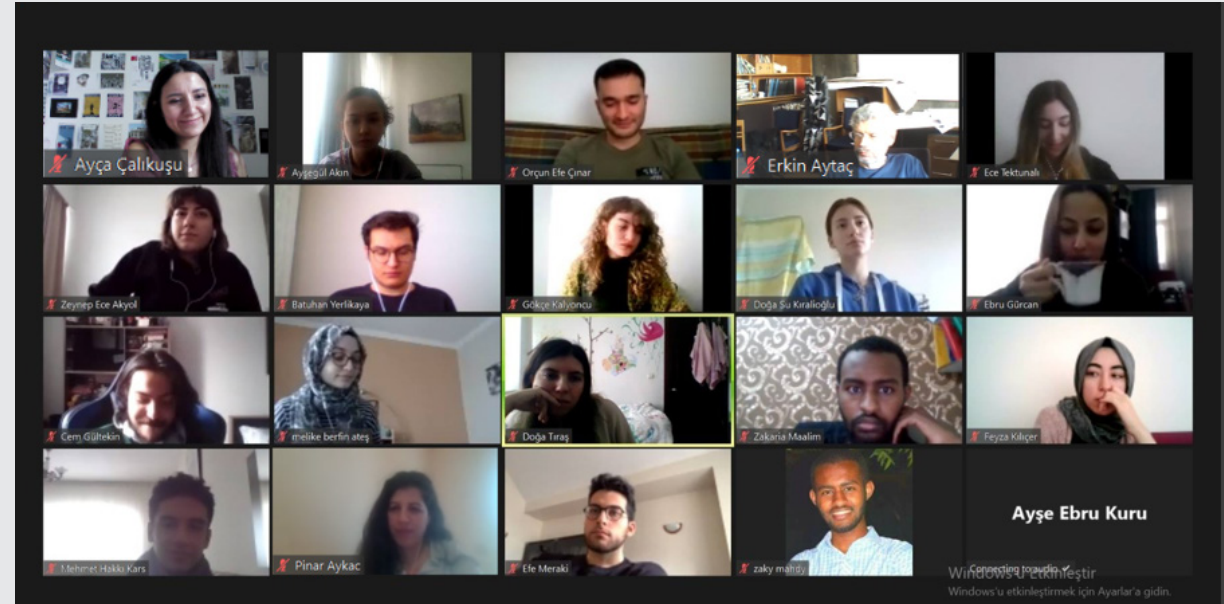 Ayça Çalıkuşu
Ayşegül Akın
Orçun Efe Çınar
Erkin Aytaç
Ece Tektunalı
Zeynep Ece Akyol
Batuhan Yerlikaya
Gökçe Kalyoncu
Doğa Su Kıralioğlu
Ebru Gürcan
Cem Gültekin
melike berfin ateş
Doğa Tıraş
Zakaria Maalim
Feyza Kılıçer
Mehmet Hakkı Kars
Pinar Aykac
Efe Meraki
zaky mahdy
Ayşe Ebru Kuru
Connecting to audio
Windows'u Etkinleştir
Windows'u etkinleştirmek için Ayarlar'a gidin.